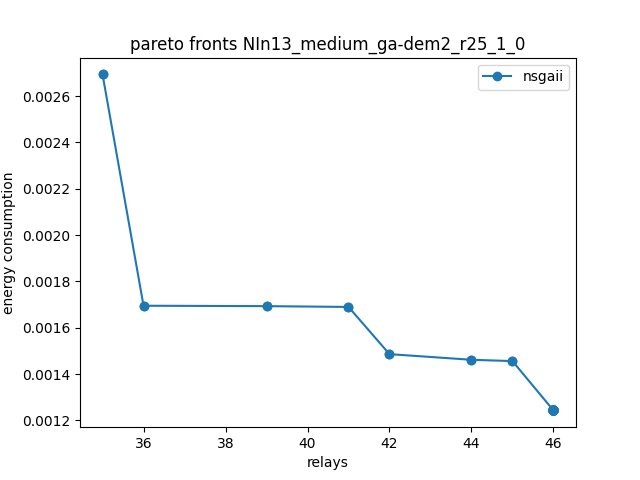 pareto fronts NIn13_medium_ga-dem2_r25_1_0
nsgaii
energy consumption
0.0026
0.0024
0.0022
0.0020
0.0018
0.0016
0.0014
0.0012
36 38 40 42 44 46
relays